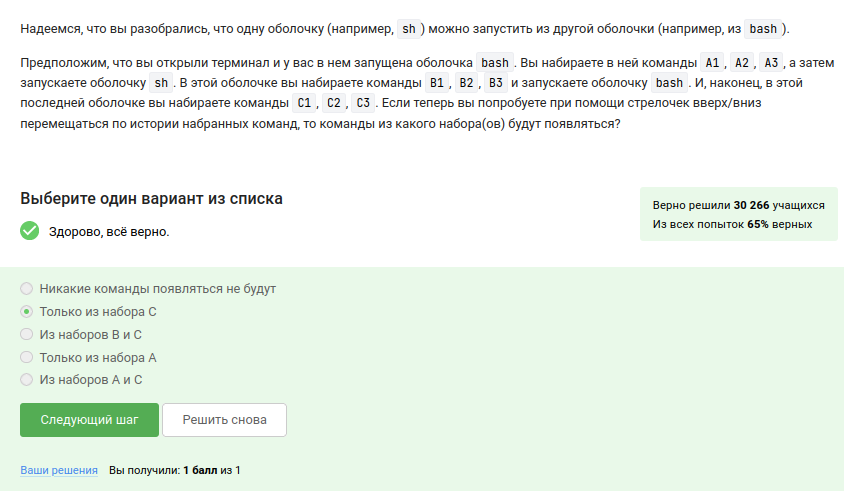 Надеемся, что вы разобрались, что одну оболочку (например, sh) можно запустить из другой оболочки (например, из bash).
Предположим, что вы открыли терминал и у вас в нем запущена оболочка bash. Вы набираете в ней команды A1, A2, A3, а затем
запускаете оболочку sh. В этой оболочке вы набираете команды B1, B2, B3 и запускаете оболочку bash. И, наконец, в этой
последней оболочке вы набираете команды C1, C2, C3. Если теперь вы попробуете при помощи стрелочек вверх/вниз
перемещаться по истории набранных команд, то команды из какого набора(ов) будут появляться?
Выберите один вариант из списка
Здорово, всё верно.
Верно решили 30 266 учащихся
Из всех попыток 65% верных
Никакие команды появляться не будут
Только из набора C
Из наборов B и C
Только из набора A
Из наборов A и C
Следующий шаг
Решить снова
Ваши решения Вы получили: 1 балл из 1